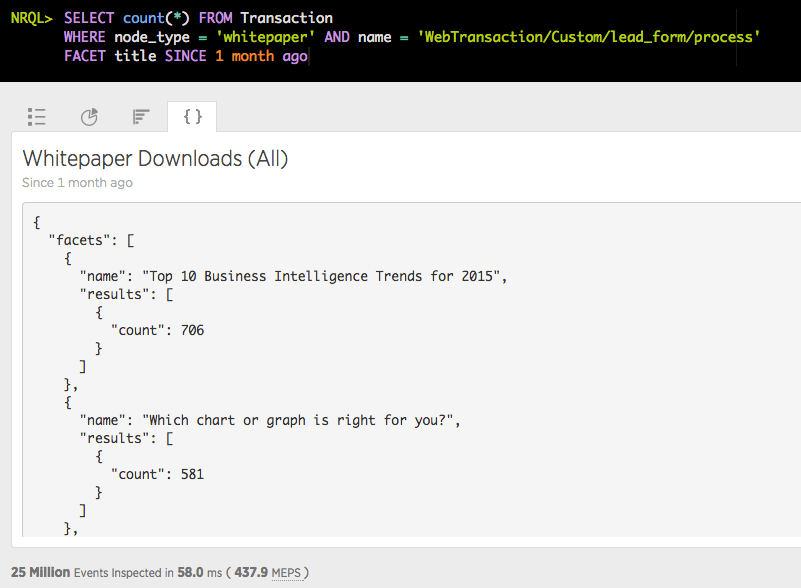 NRQL> SELECT count(*) FROM Transaction
WHERE node_type = 'whitepaper' AND name = 'WebTransaction/Custom/lead_form/process'
FACET title SINCE 1 month ago
{ }
Whitepaper Downloads (All)
Since 1 month ago
{
"facets": [
{
"name": "Top 10 Business Intelligence Trends for 2015",
"results": [
{
"count": 706
}
]
},
{
"name": "Which chart or graph is right for you?",
"results": [
{
"count": 581
}
]
},
25 Million Events Inspected in 58.0 ms ( 437.9 MEPS )